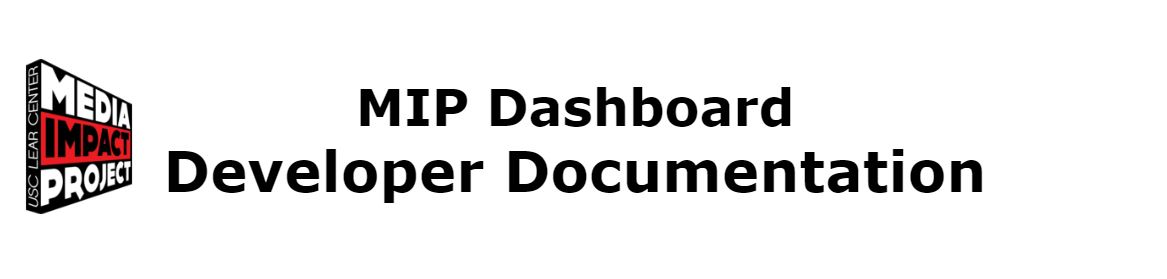 USC LEAR CENTER
MEDIA
IMPACT
PROJECT
MIP Dashboard
Developer Documentation